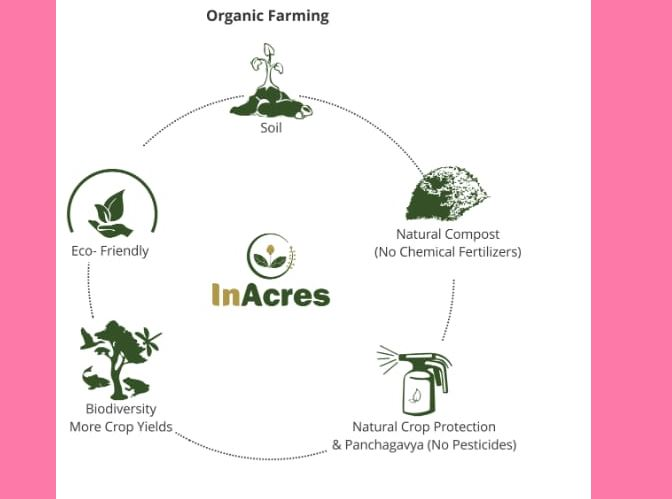 Organic Farming
Soil
Natural Compost
(No Chemical Fertilizers)
Eco- Friendly
InAcres
Biodiversity
More Crop Yields
Natural Crop Protection
& Panchagavya (No Pesticides)